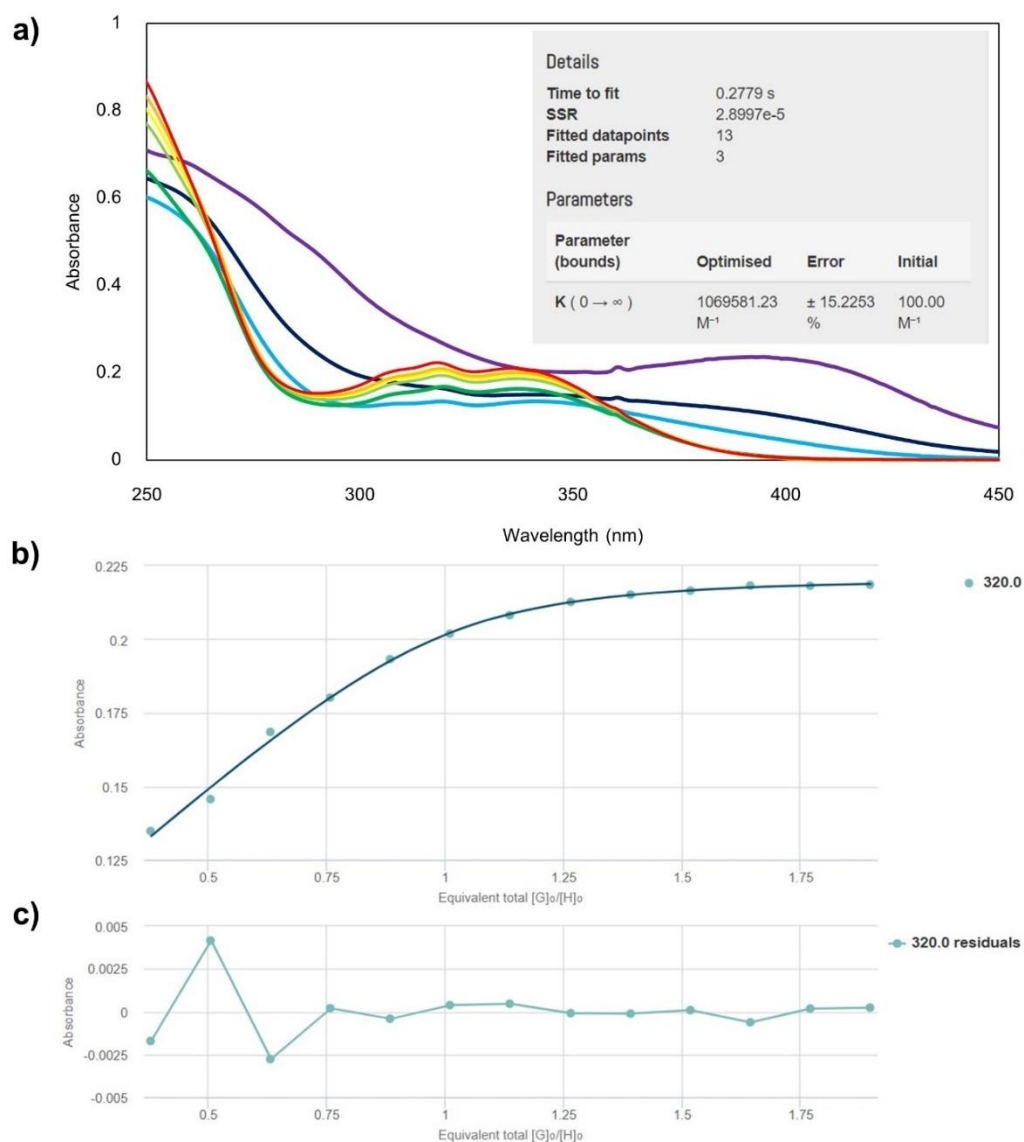 a)
1
0.8
0.6
0.4
0.2
0
Absorbance
250 300 350 400 450
Wavelength (nm)
Details
Time to fit 0.2779 s
SSR 2.8997e-5
Fitted datapoints 13
Fitted params 3
Parameters
Parameter (bounds) Optimised Error Initial
K ( 0 → ∞ ) 1069581.23 M⁻¹ ± 15.2253 % 100.00 M⁻¹
b)
0.225
0.2
0.175
0.15
0.125
Absorbance
0.5 0.75 1 1.25 1.5 1.75
Equivalent total [G]₀/[H]₀
320.0
c)
0.005
0.0025
0
-0.0025
-0.005
Absorbance
0.5 0.75 1 1.25 1.5 1.75
Equivalent total [G]₀/[H]₀
320.0 residuals